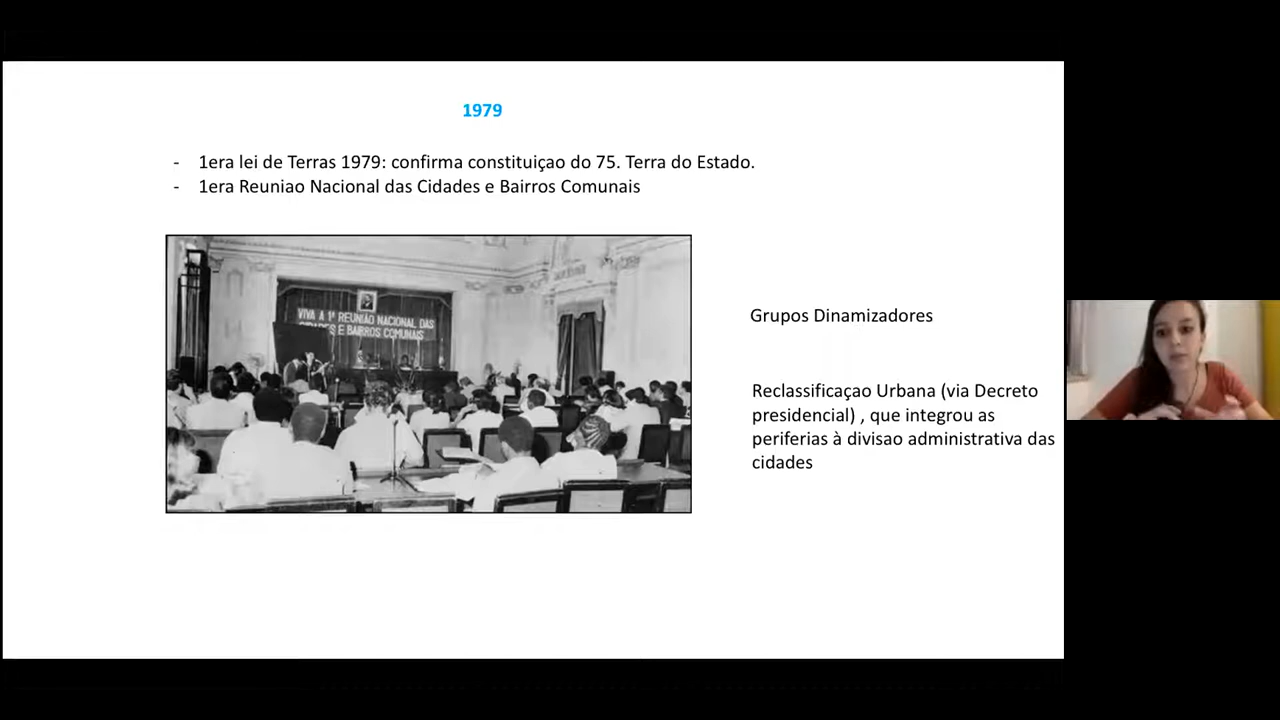 1979
- 1era lei de Terras 1979: confirma constituiçao do 75. Terra do Estado.
- 1era Reuniao Nacional das Cidades e Bairros Comunais
VIVA A 1ª REUNIÃO NACIONAL DAS
CIDADES E BAIRROS COMUNAIS
Grupos Dinamizadores
Reclassificaçao Urbana (via Decreto
presidencial) , que integrou as
periferias à divisao administrativa das
cidades